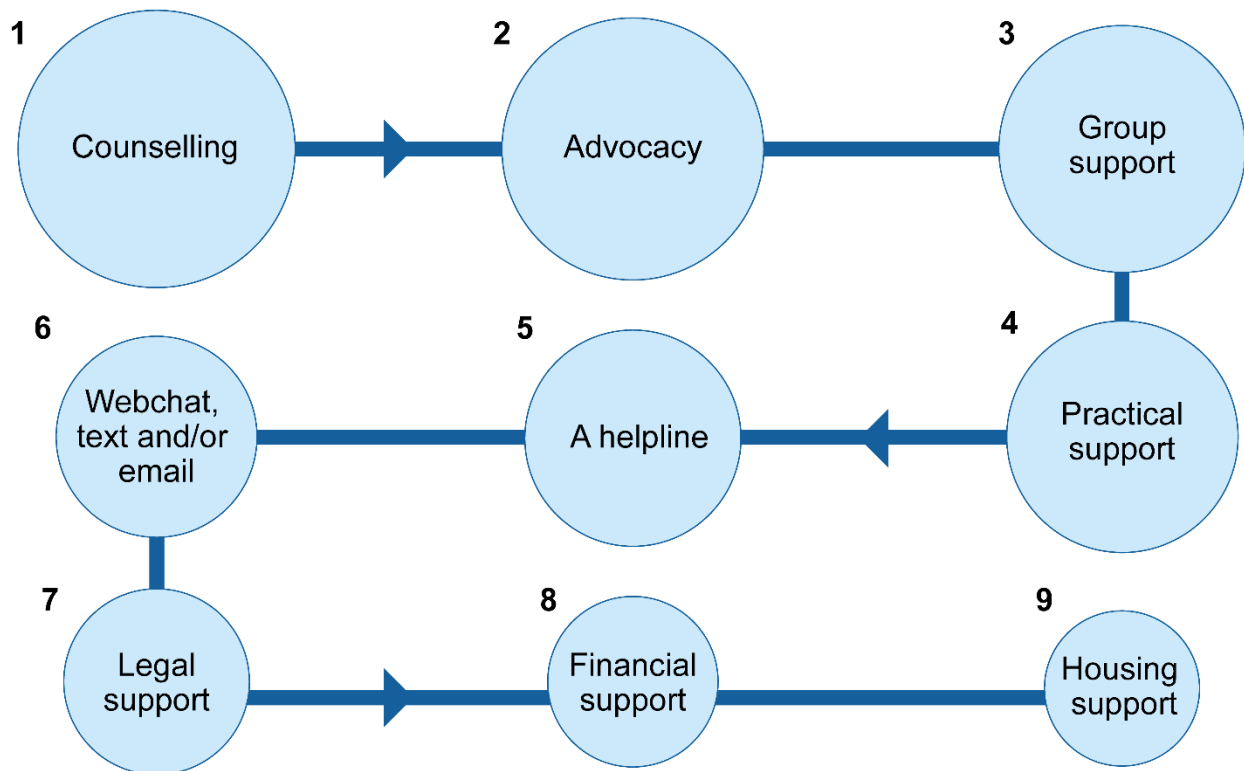 1
Counselling
2
Advocacy
3
Group
support
4
Practical
support
5
A helpline
6
Webchat,
text and/or
email
7
Legal
support
8
Financial
support
9
Housing
support